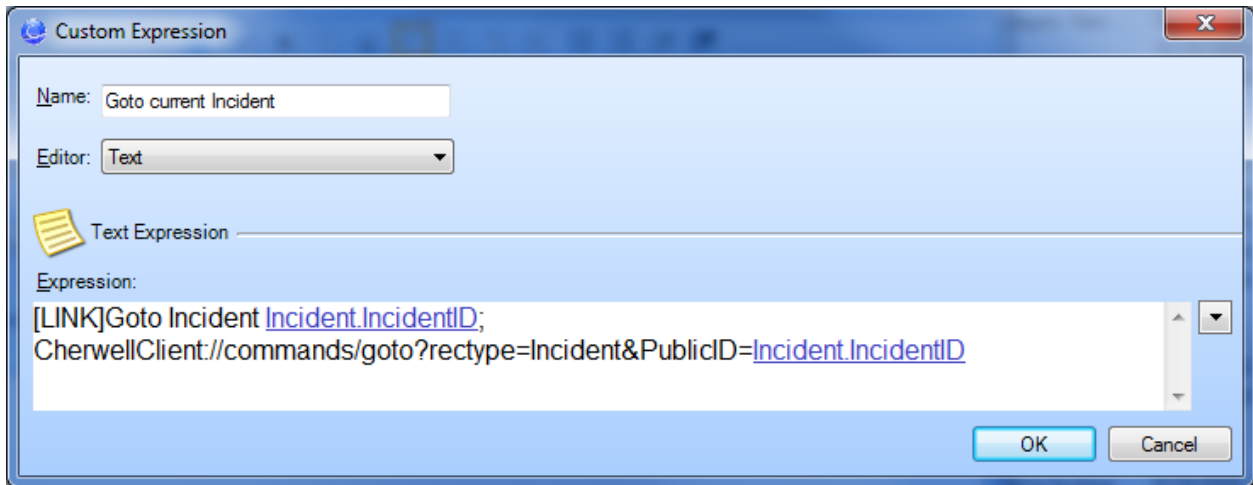 Custom Expression
Name: Goto current Incident
Editor: Text
Text Expression
Expression:
[LINK]Goto Incident Incident.IncidentID;
CherwellClient://commands/goto?rectype=Incident&PublicID=Incident.IncidentID
OK Cancel